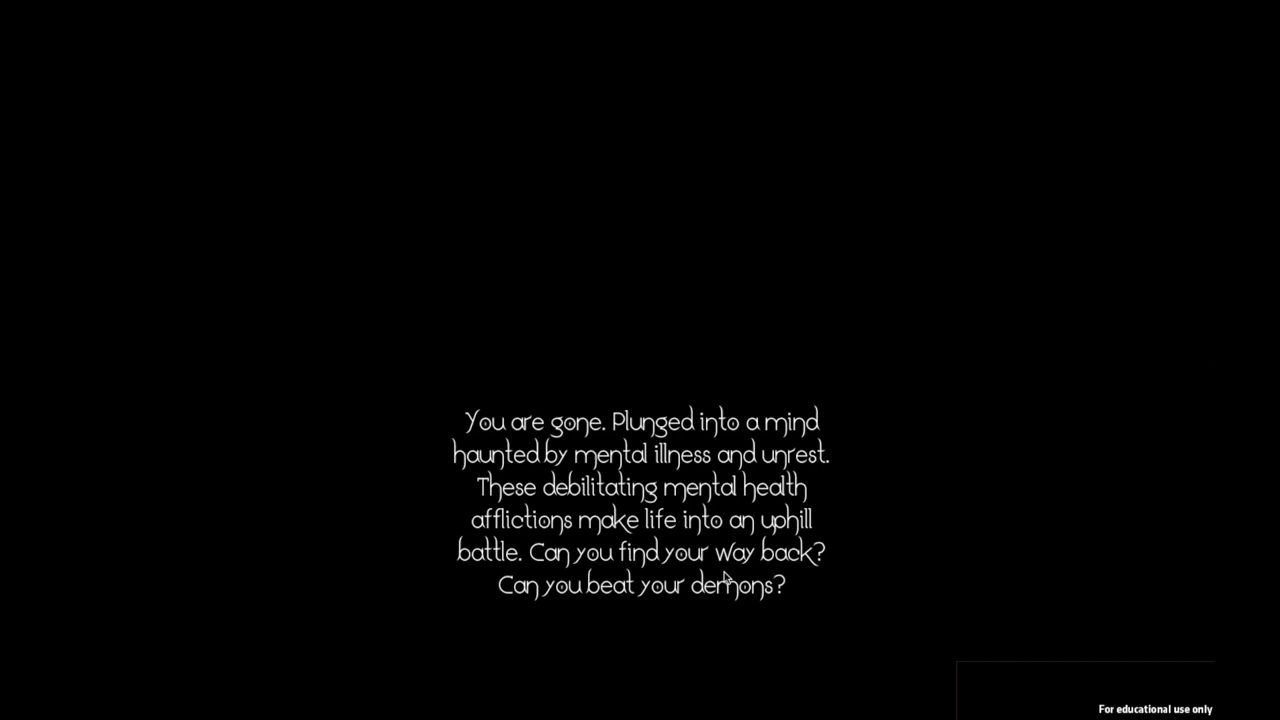 You are gone. Plunged into a mind
haunted by mental illness and unrest.
These debilitating mental health
afflictions make life into an uphill
battle. Can you find your way back?
Can you beat your demons?
For educational use only